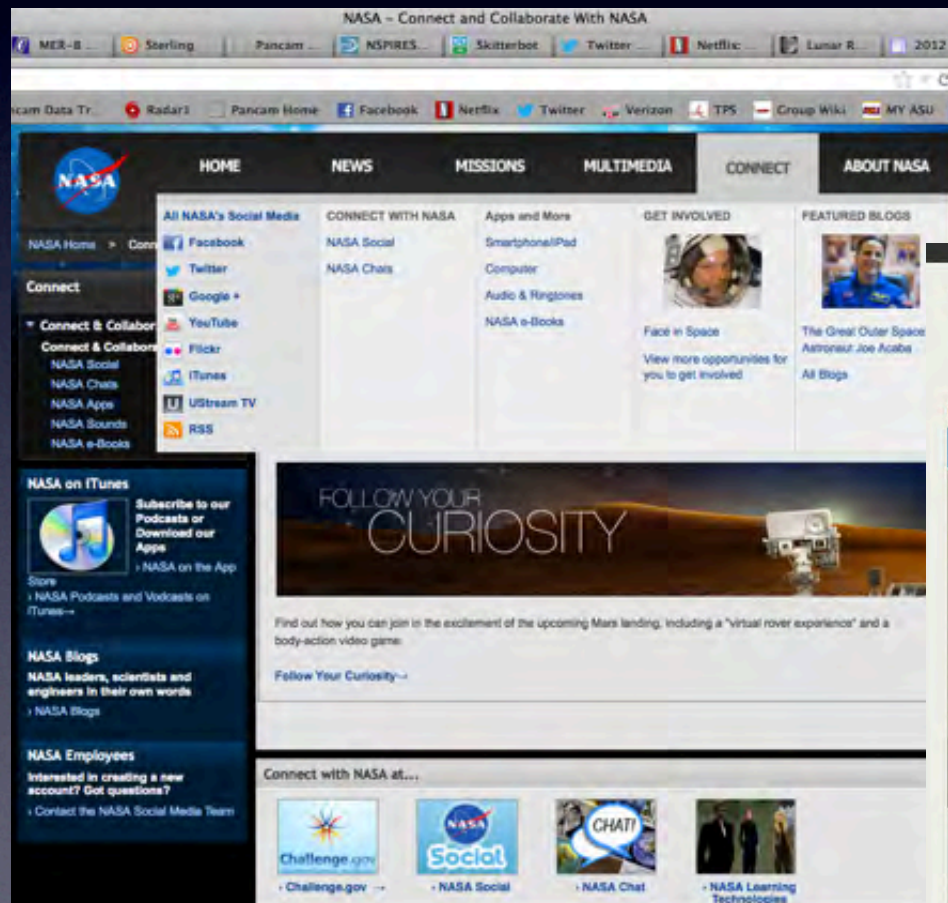 NASA – Connect and Collaborate With NASA
MER-B ... Sterling Pancam ... NSPIRES... Skitterbot Twitter ... Netflix: ... Lunar R... 2012
Data Tr... Radar1 Pancam Home Facebook Netflix Twitter Verizon TPS Group Wiki MY ASU
NASA
HOME NEWS MISSIONS MULTIMEDIA CONNECT ABOUT NASA
All NASA's Social Media
Facebook
Twitter
Google +
YouTube
Flickr
iTunes
UStream TV
RSS
CONNECT WITH NASA
NASA Social
NASA Chats
Apps and More
Smartphone/iPad
Computer
Audio & Ringtones
NASA e-Books
GET INVOLVED
Face in Space
View more opportunities for
you to get involved
FEATURED BLOGS
The Great Outer Space
Astronaut Joe Acaba
All Blogs
NASA Home > Conn
Connect
Connect & Collabor
Connect & Collabora
NASA Social
NASA Chats
NASA Apps
NASA Sounds
NASA e-Books
NASA on iTunes
Subscribe to our
Podcasts or
Download our
Apps
› NASA on the App
Store
› NASA Podcasts and Vodcasts on
iTunes→
NASA Blogs
NASA leaders, scientists and
engineers in their own words
› NASA Blogs
NASA Employees
Interested in creating a new
account? Got questions?
› Contact the NASA Social Media Team
FOLLOW YOUR
CURIOSITY
Find out how you can join in the excitement of the upcoming Mars landing, including a "virtual rover experience" and a
body-action video game.
Follow Your Curiosity→
Connect with NASA at...
Challenge.gov
NASA
Social
CHAT!
› Challenge.gov →
› NASA Social
› NASA Chat
› NASA Learning
Technologies